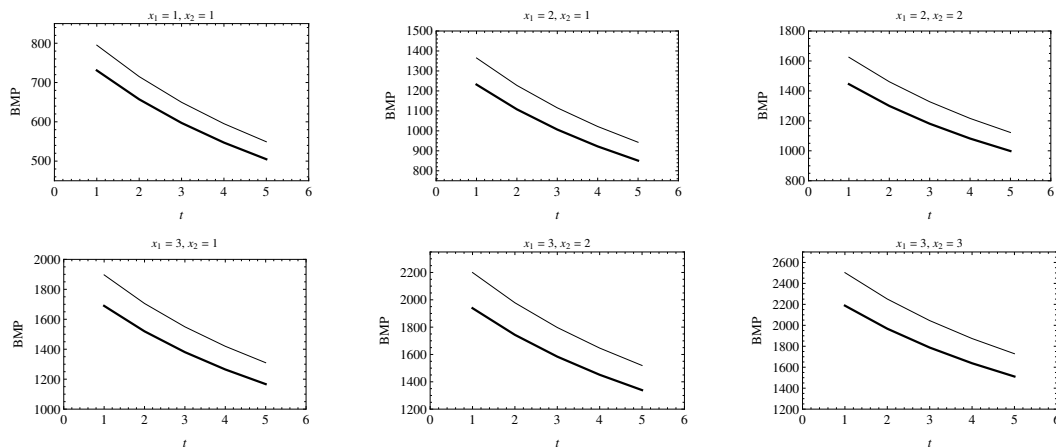 x₁ = 1, x₂ = 1
BMP
800
700
600
500
0 1 2 3 4 5 6
t
x₁ = 2, x₂ = 1
BMP
1500
1400
1300
1200
1100
1000
900
800
0 1 2 3 4 5 6
t
x₁ = 2, x₂ = 2
BMP
1800
1600
1400
1200
1000
800
0 1 2 3 4 5 6
t
x₁ = 3, x₂ = 1
BMP
2000
1800
1600
1400
1200
1000
0 1 2 3 4 5 6
t
x₁ = 3, x₂ = 2
BMP
2200
2000
1800
1600
1400
1200
0 1 2 3 4 5 6
t
x₁ = 3, x₂ = 3
BMP
2600
2400
2200
2000
1800
1600
1400
1200
0 1 2 3 4 5 6
t